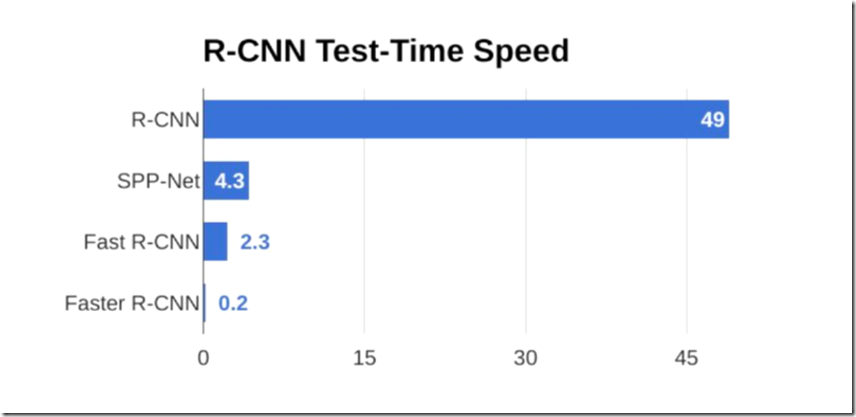 R-CNN Test-Time Speed
R-CNN 49
SPP-Net 4.3
Fast R-CNN 2.3
Faster R-CNN 0.2
0 15 30 45